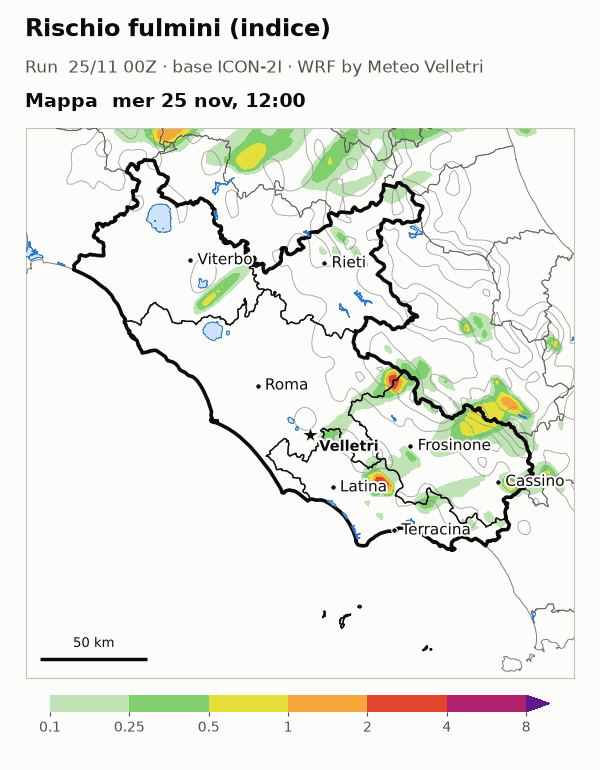 Rischio fulmini (indice)
Run  25/11 00Z · base ICON-2I · WRF by Meteo Velletri
Mappa  mer 25 nov, 12:00
Viterbo
Rieti
Roma
Velletri
Frosinone
Cassino
Latina
Terracina
50 km
0.1 0.25 0.5 1 2 4 8